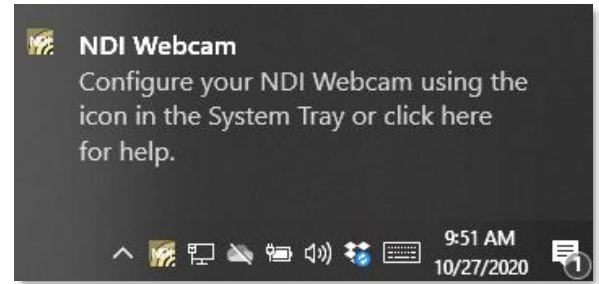 NDI Webcam
Configure your NDI Webcam using the
icon in the System Tray or click here
for help.
9:51 AM
10/27/2020
1